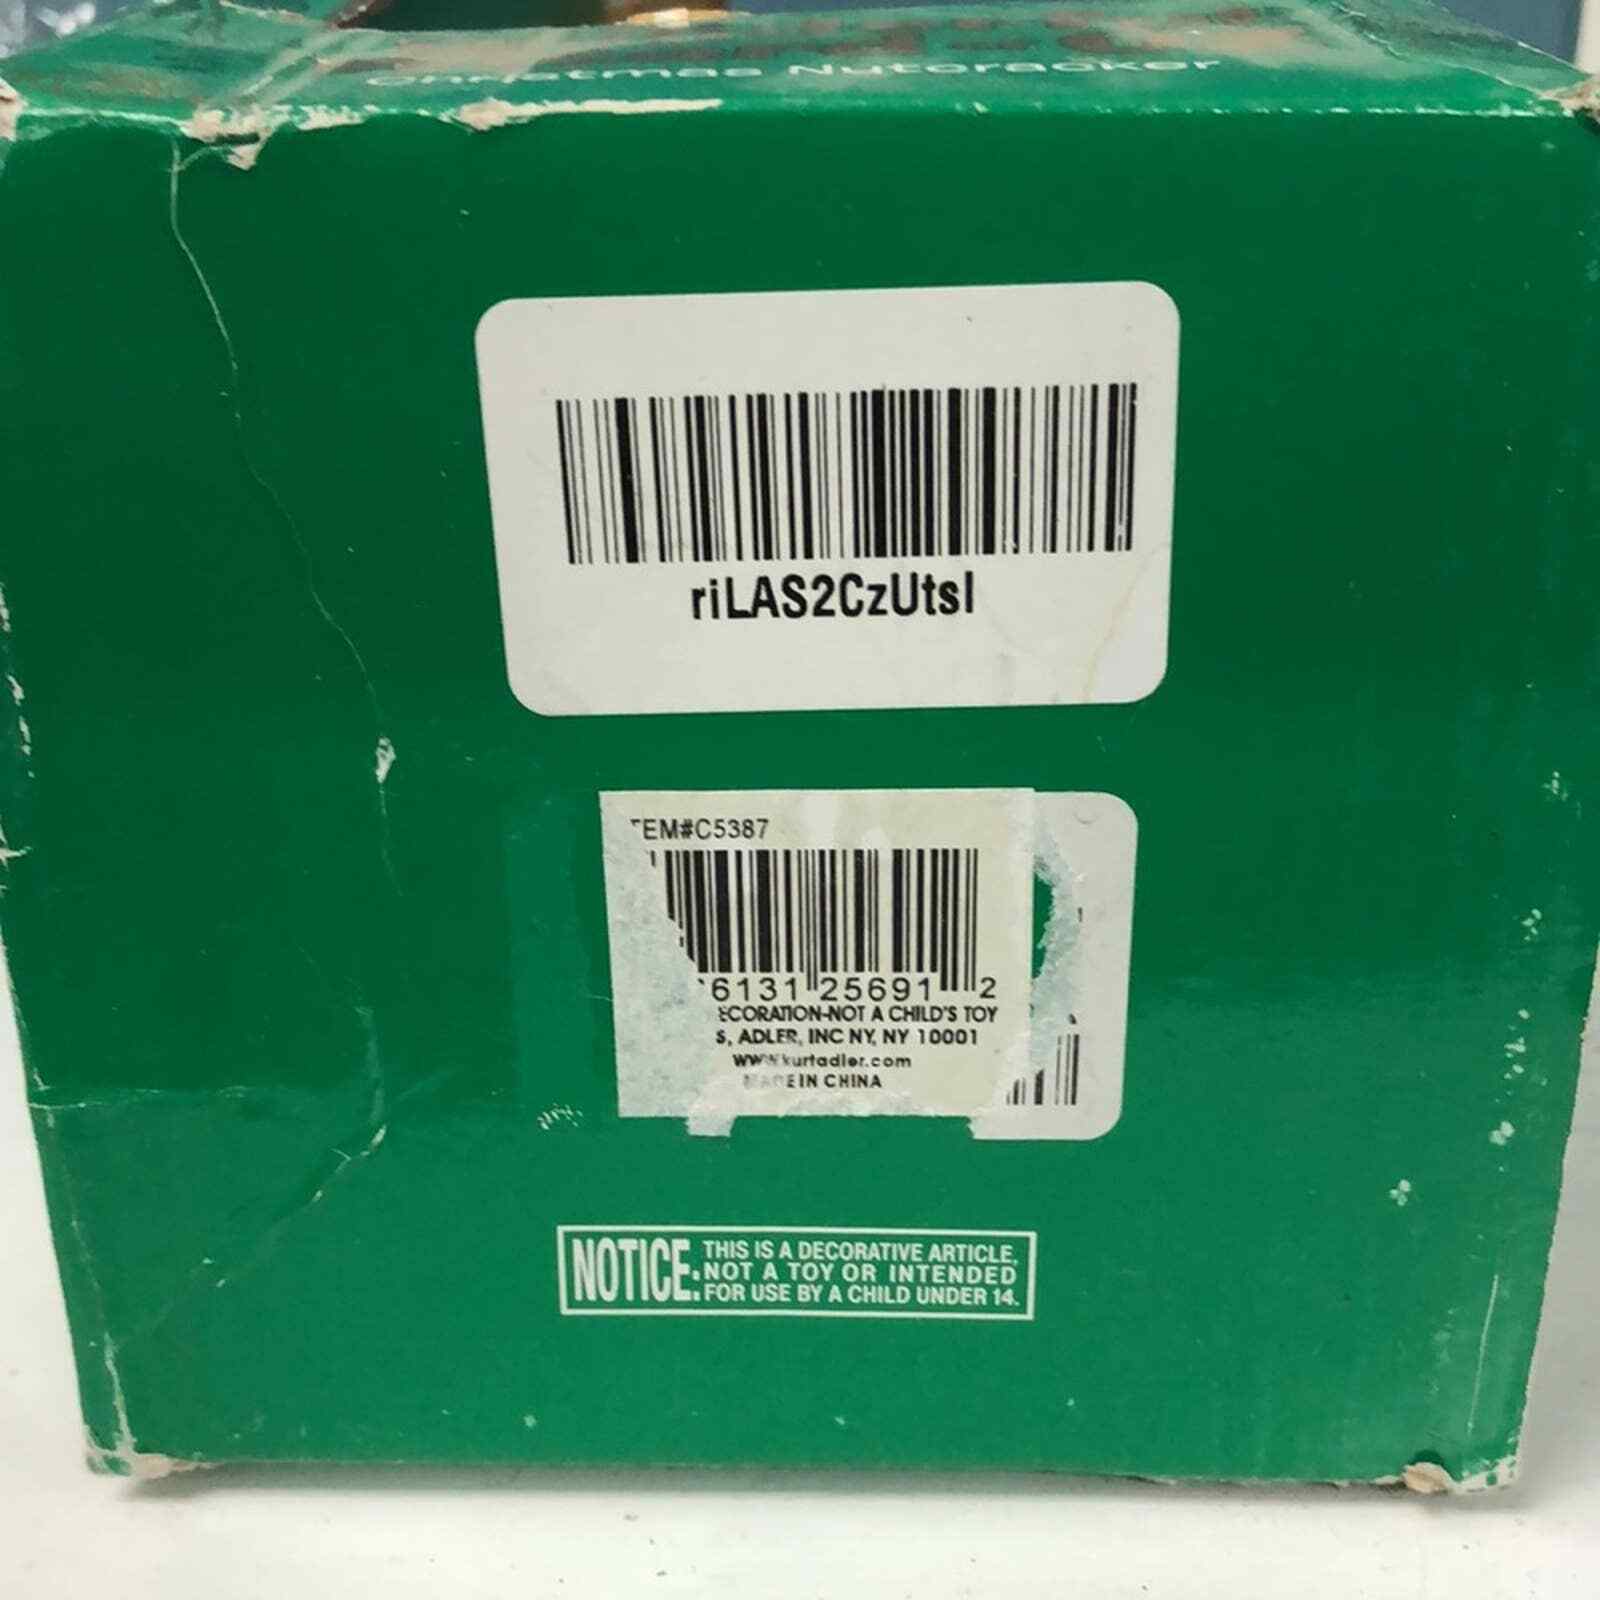 Christmas Nutcracker
riLAS2CzUtsI
TEM#C5387
6131 25691 2
ECORATION-NOT A CHILD'S TOY
S, ADLER, INC NY, NY 10001
www.kurtadler.com
MADE IN CHINA
NOTICE: THIS IS A DECORATIVE ARTICLE,
NOT A TOY OR INTENDED
FOR USE BY A CHILD UNDER 14.